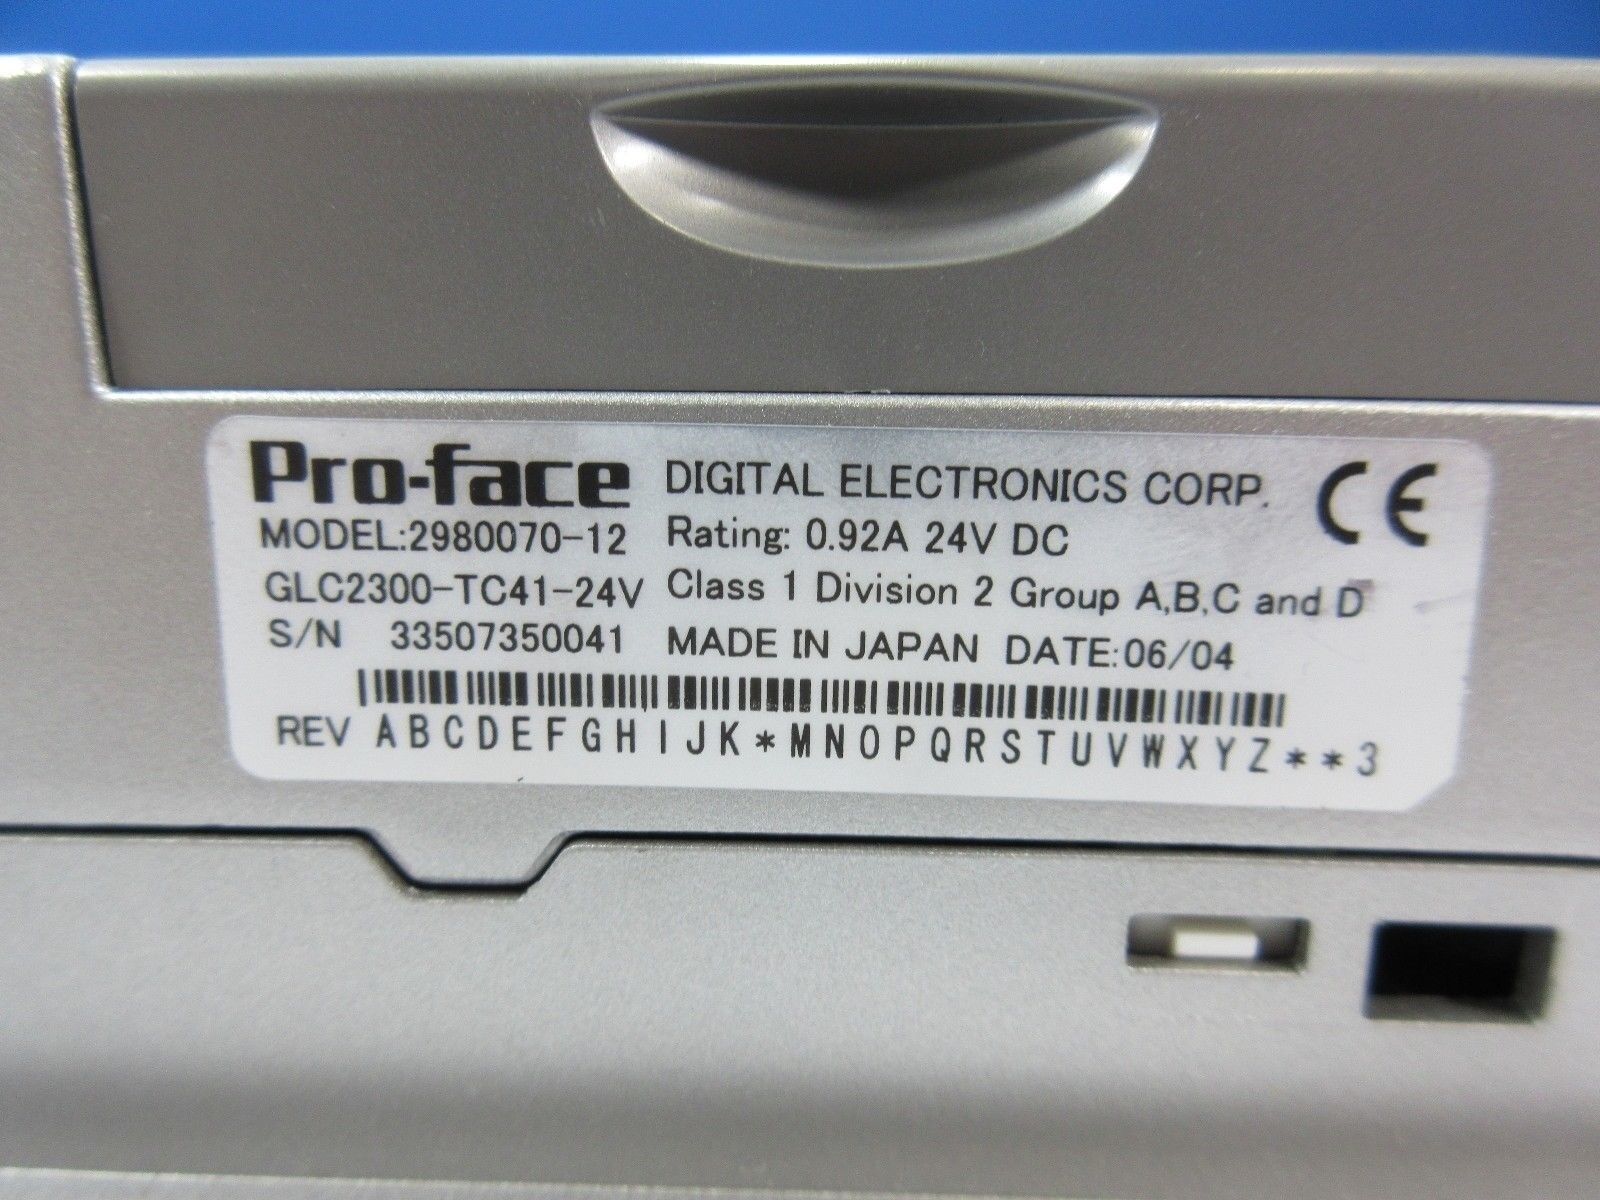 Pro-face DIGITAL ELECTRONICS CORP. CE
MODEL:2980070-12 Rating: 0.92A 24V DC
GLC2300-TC41-24V Class 1 Division 2 Group A,B,C and D
S/N 33507350041 MADE IN JAPAN DATE:06/04
REV A B C D E F G H I J K * M N O P Q R S T U V W X Y Z * * 3